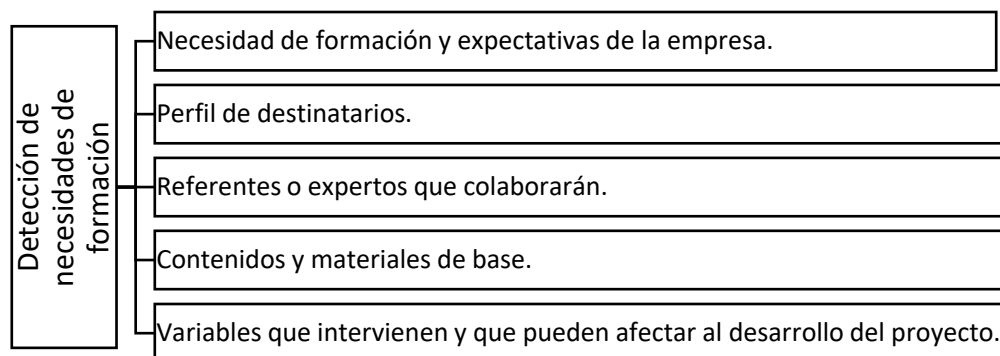 Detección de
necesidades de
formación
Necesidad de formación y expectativas de la empresa.
Perfil de destinatarios.
Referentes o expertos que colaborarán.
Contenidos y materiales de base.
Variables que intervienen y que pueden afectar al desarrollo del proyecto.